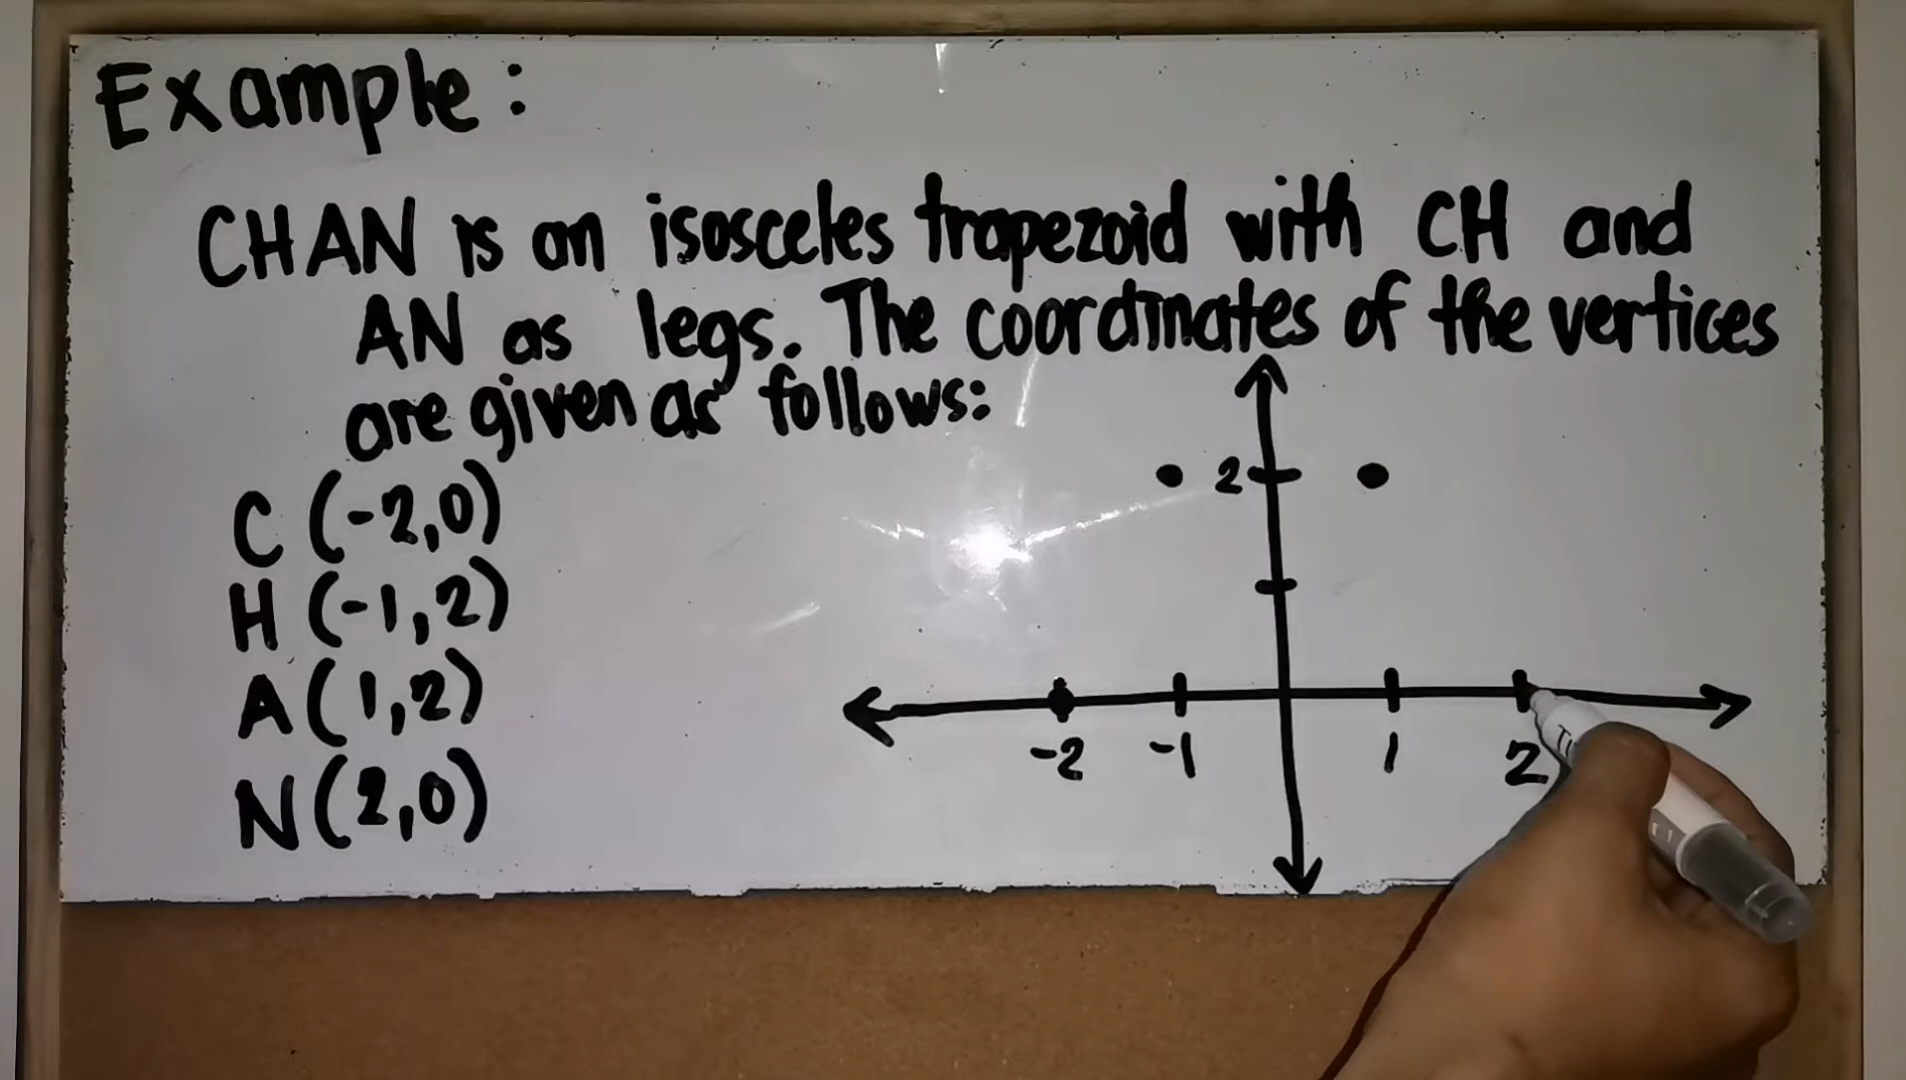 Example:
CHAN is an isosceles trapezoid with CH and
AN as legs. The coordinates of the vertices
are given as follows:
C (-2,0)
H (-1,2)
A (1,2)
N (2,0)
2
-2 -1 1 2